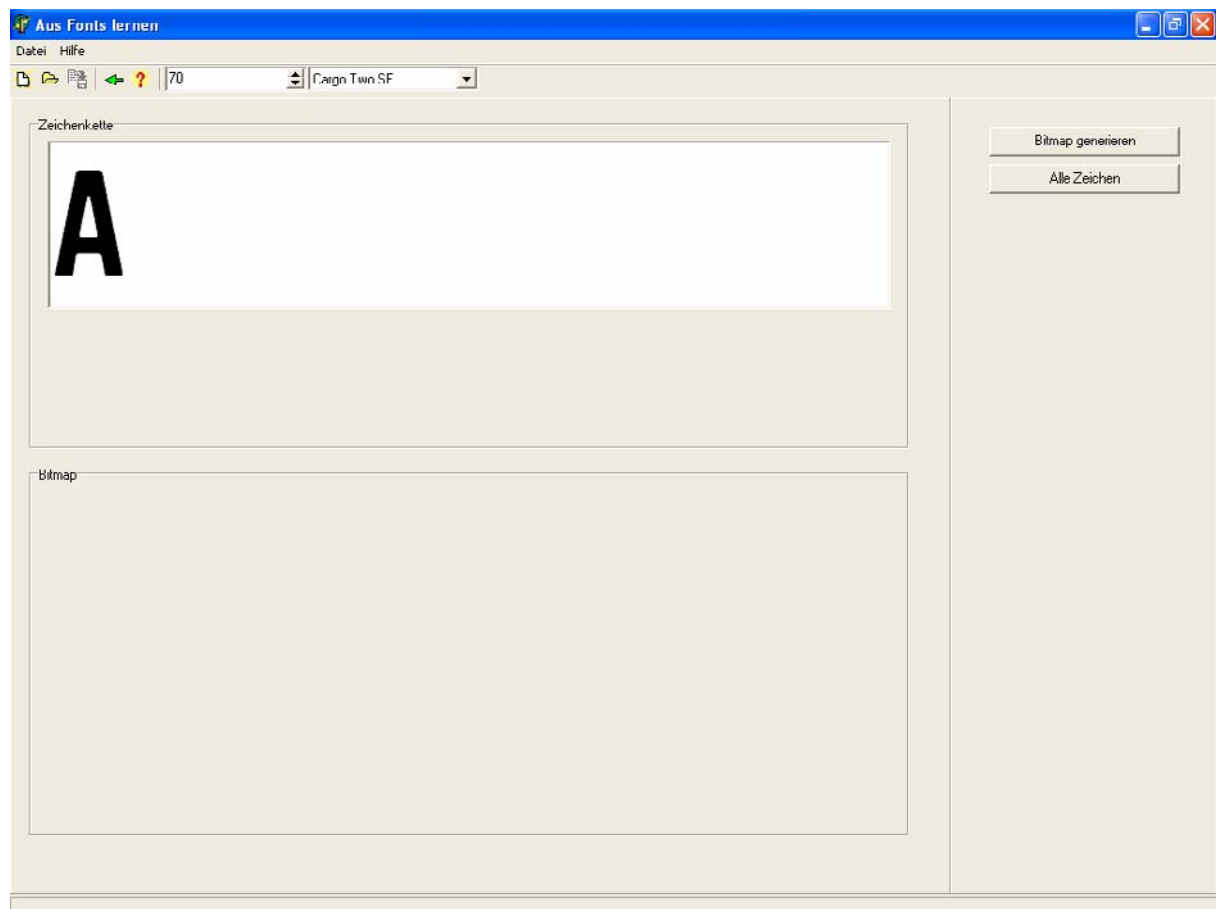 Aus Fonts lernen
Datei Hilfe
? 70 Cargo Two SF
Zeichenkette
A
Bitmap generieren
Alle Zeichen
Bitmap